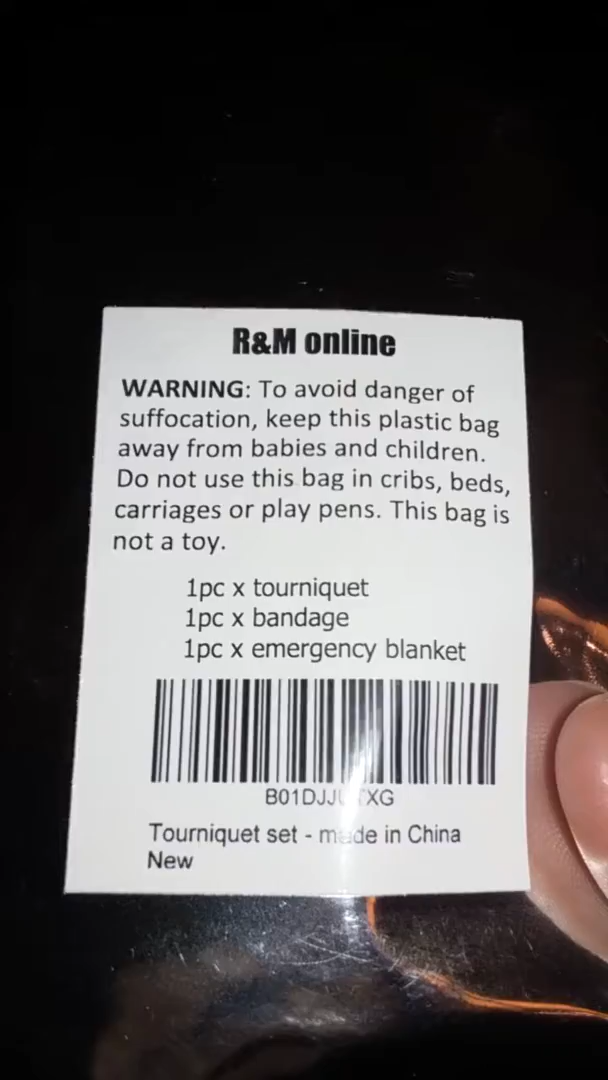 R&M online
WARNING: To avoid danger of
suffocation, keep this plastic bag
away from babies and children.
Do not use this bag in cribs, beds,
carriages or play pens. This bag is
not a toy.
1pc x tourniquet
1pc x bandage
1pc x emergency blanket
Tourniquet set - made in China
New